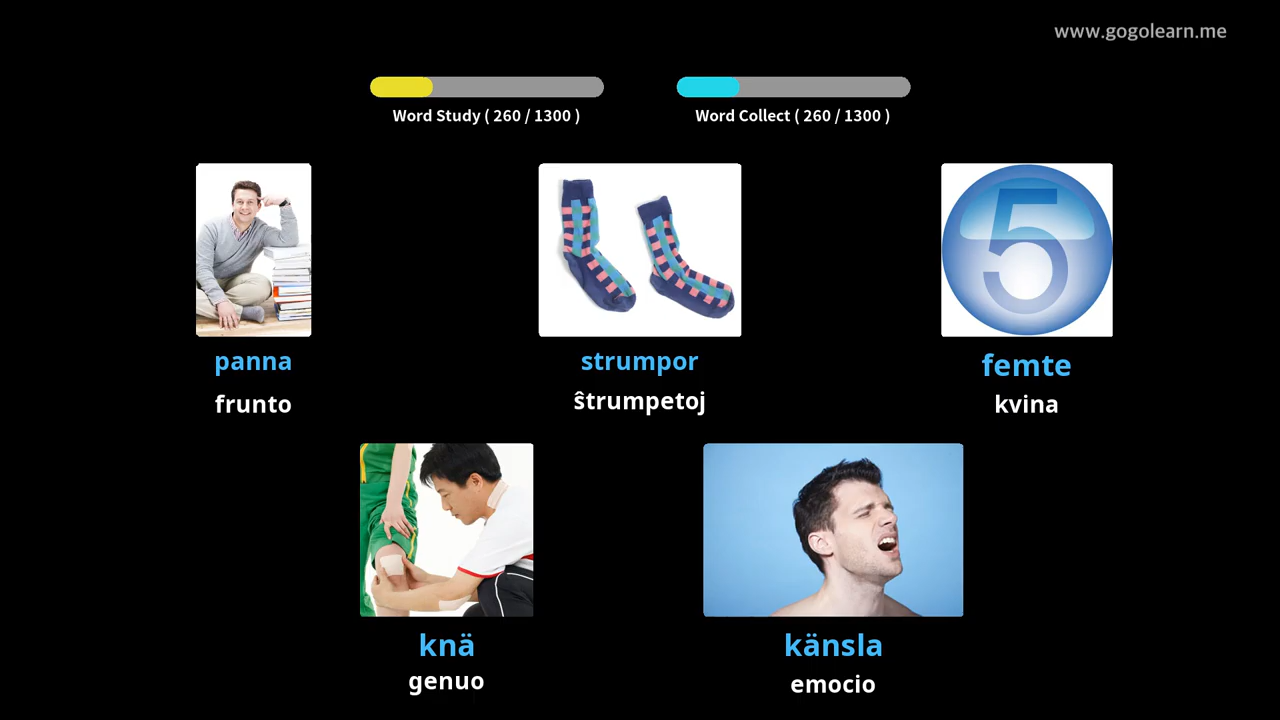 www.gogolearn.me
Word Study ( 260 / 1300 )
Word Collect ( 260 / 1300 )
5
panna
frunto
strumpor
ŝtrumpetoj
femte
kvina
knä
genuo
känsla
emocio